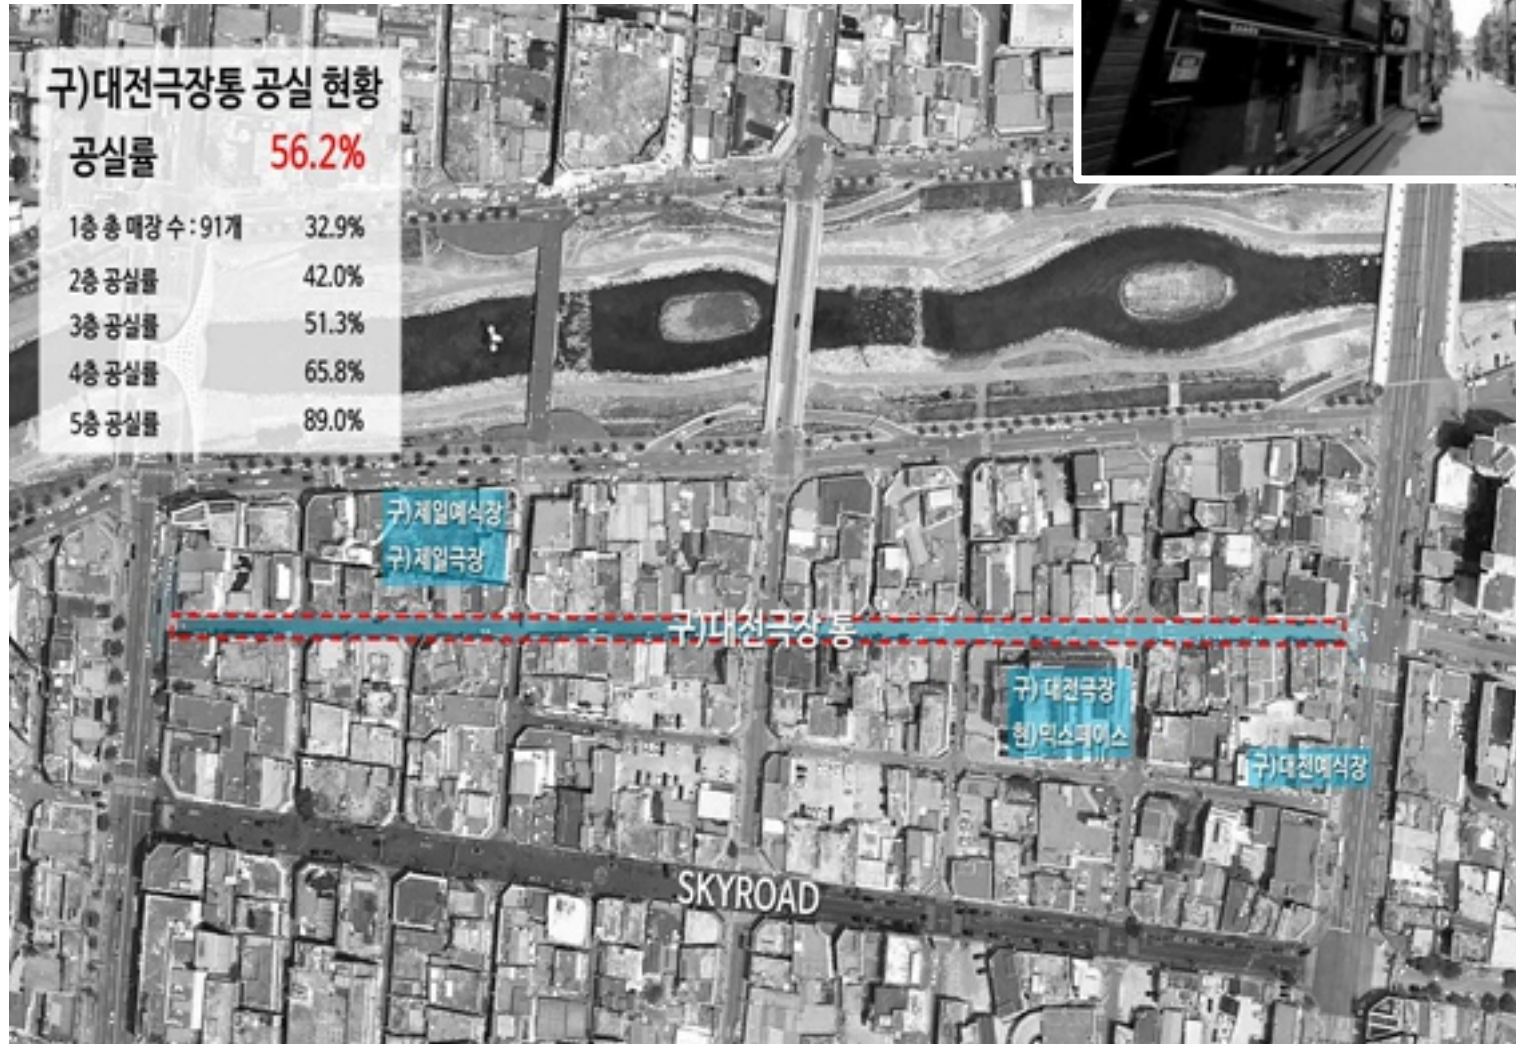 구)대전극장통 공실 현황
공실률 56.2%
1층 총 매장 수 : 91개 32.9%
2층 공실률 42.0%
3층 공실률 51.3%
4층 공실률 65.8%
5층 공실률 89.0%
구)제일예식장
구)제일극장
구)대전극장 통
구) 대전극장
현)믹스페이스
구)대전예식장
SKYROAD